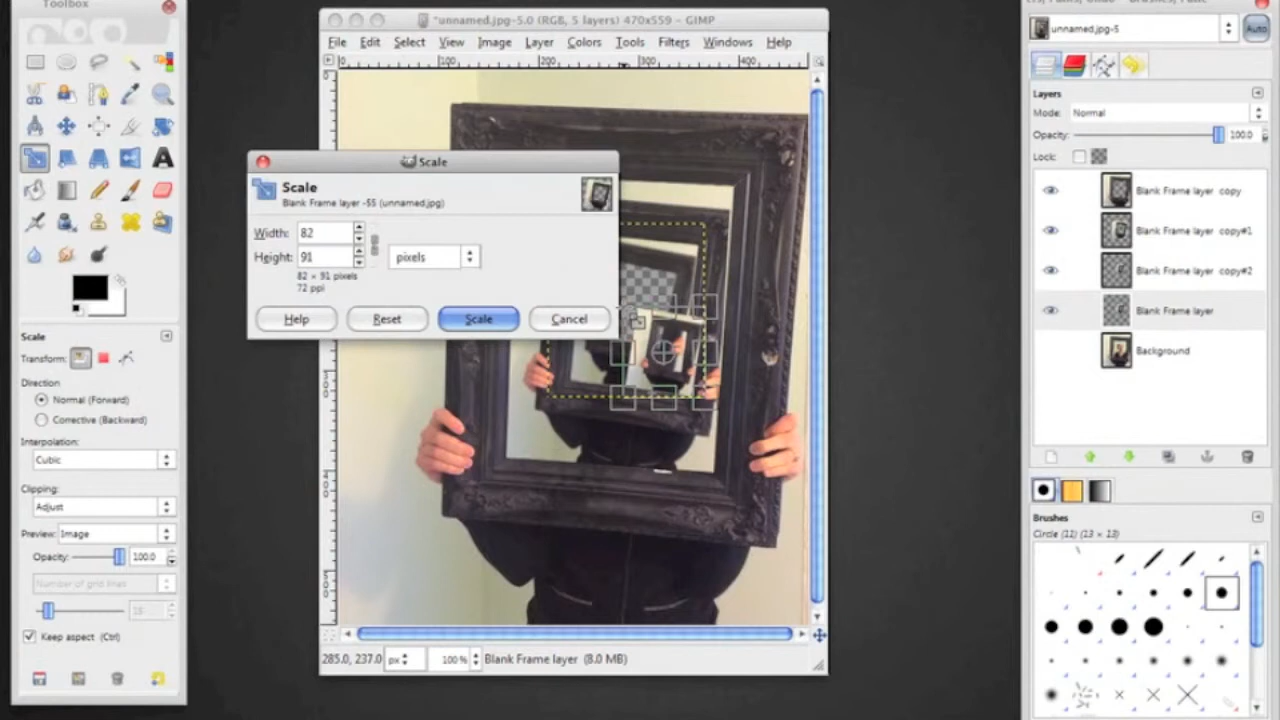 Toolbox
*unnamed.jpg-5.0 (RGB, 5 layers) 470x559 – GIMP
File Edit Select View Image Layer Colors Tools Filters Windows Help
0 100 200 300 400
Scale
Scale
Blank Frame layer -55 (unnamed.jpg)
Width: 82
Height: 91
pixels
82 × 91 pixels
72 ppi
Help Reset Scale Cancel
Scale
Transform:
Direction
Normal (Forward)
Corrective (Backward)
Interpolation:
Cubic
Clipping:
Adjust
Preview: Image
Opacity: 100.0
Number of grid lines
15
Keep aspect (Ctrl)
285.0, 237.0 px 100% Blank Frame layer (8.0 MB)
unnamed.jpg-5 Auto
Layers
Mode: Normal
Opacity: 100.0
Lock:
Blank Frame layer copy
Blank Frame layer copy#1
Blank Frame layer copy#2
Blank Frame layer
Background
Brushes
Circle (11) (13 × 13)